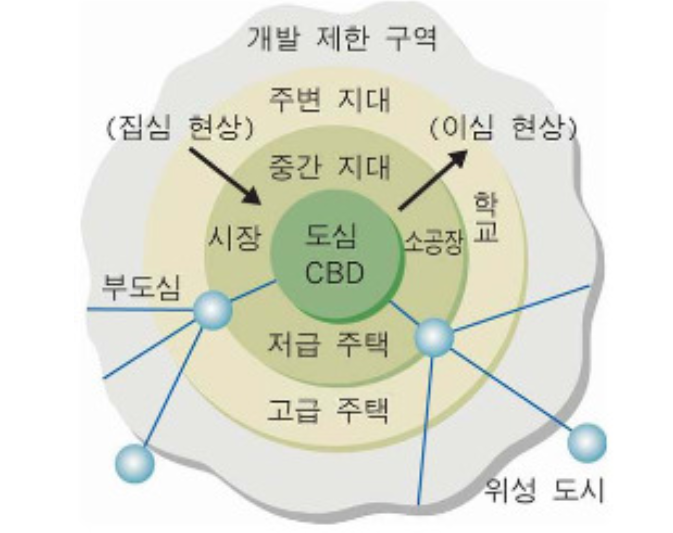 개발 제한 구역
주변 지대
(집심 현상)
(이심 현상)
중간 지대
학교
시장
도심
CBD
소공장
부도심
저급 주택
고급 주택
위성 도시